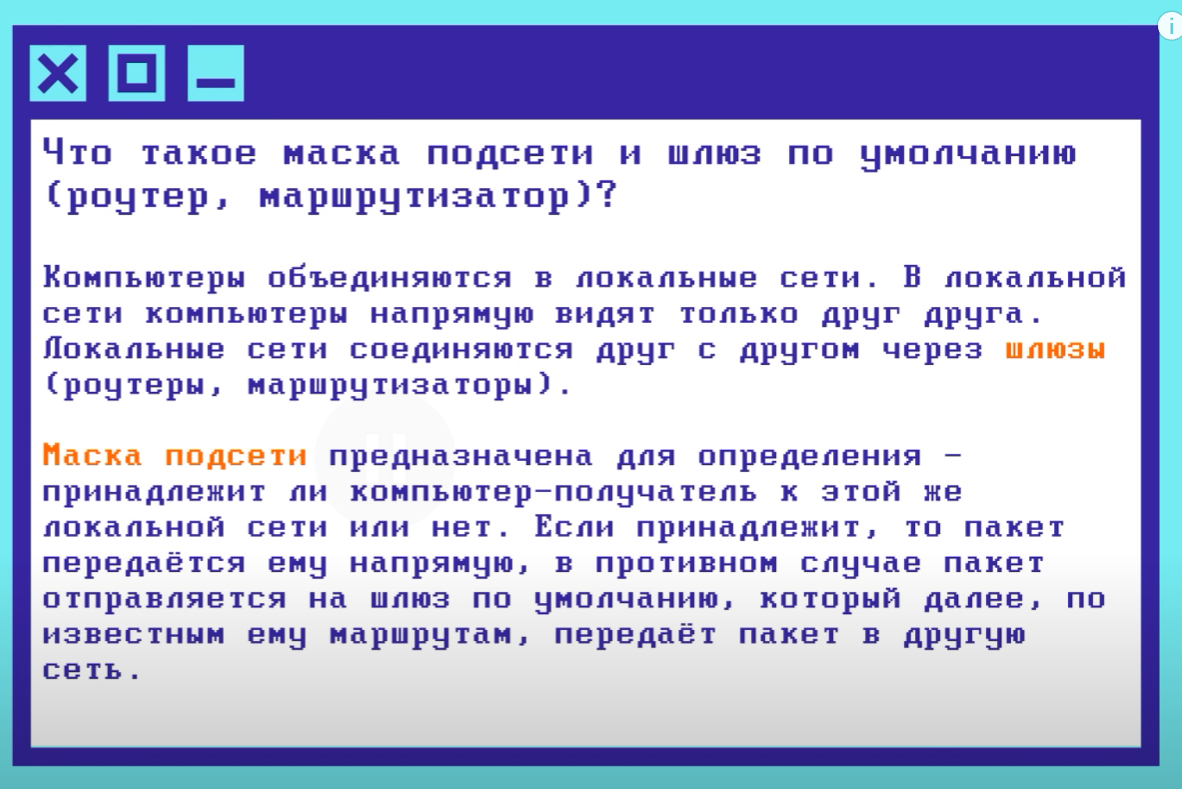 Что такое маска подсети и шлюз по умолчанию
(роутер, маршрутизатор)?
Компьютеры объединяются в локальные сети. В локальной
сети компьютеры напрямую видят только друг друга.
Локальные сети соединяются друг с другом через шлюзы
(роутеры, маршрутизаторы).
Маска подсети предназначена для определения –
принадлежит ли компьютер-получатель к этой же
локальной сети или нет. Если принадлежит, то пакет
передаётся ему напрямую, в противном случае пакет
отправляется на шлюз по умолчанию, который далее, по
известным ему маршрутам, передаёт пакет в другую
сеть.